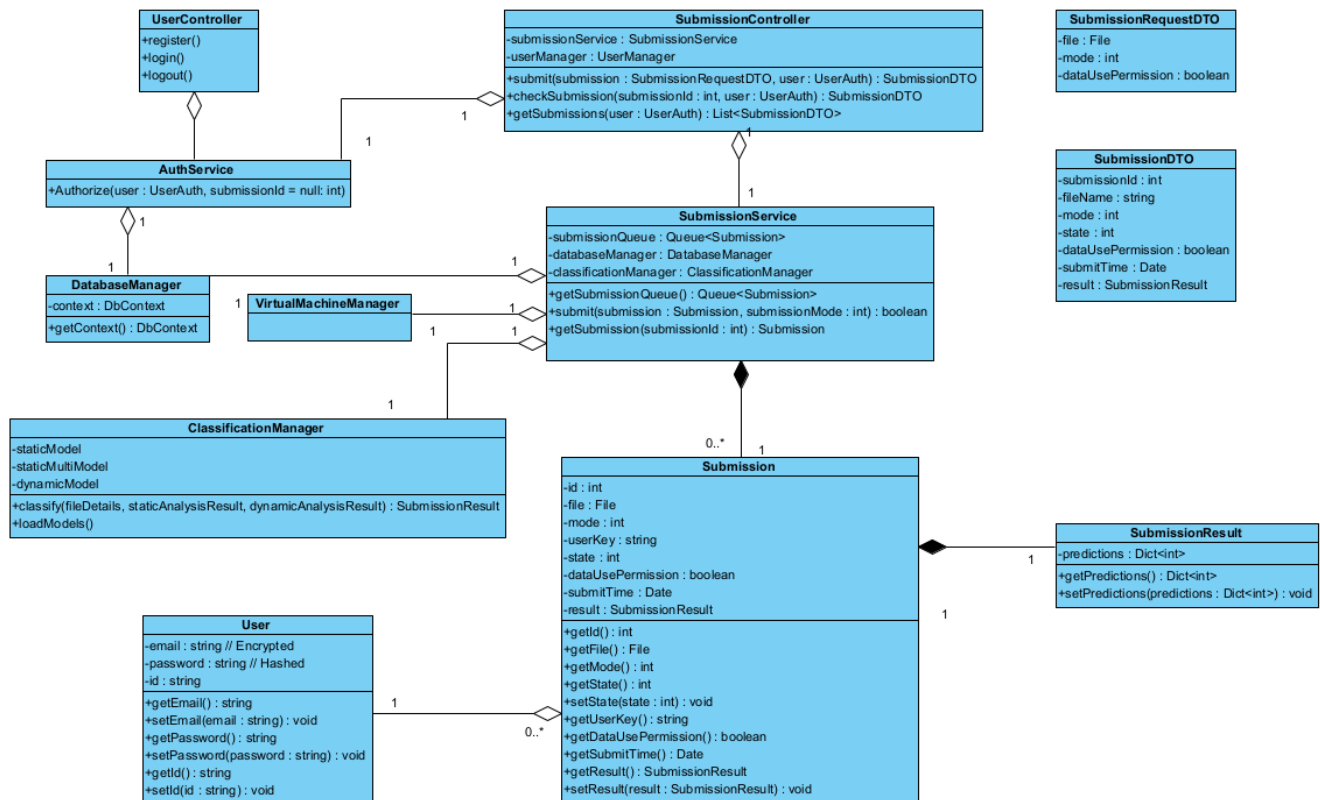 UserController
+register()
+login()
+logout()
SubmissionController
-submissionService : SubmissionService
-userManager : UserManager
+submit(submission : SubmissionRequestDTO, user : UserAuth) : SubmissionDTO
+checkSubmission(submissionId : int, user : UserAuth) : SubmissionDTO
+getSubmissions(user : UserAuth) : List<SubmissionDTO>
SubmissionRequestDTO
-file : File
-mode : int
-dataUsePermission : boolean
1
1
1
1
AuthService
+Authorize(user : UserAuth, submissionId = null: int)
1
1
SubmissionDTO
-submissionId : int
-fileName : string
-mode : int
-state : int
-dataUsePermission : boolean
-submitTime : Date
-result : SubmissionResult
SubmissionService
-submissionQueue : Queue<Submission>
-databaseManager : DatabaseManager
-classificationManager : ClassificationManager
+getSubmissionQueue() : Queue<Submission>
+submit(submission : Submission, submissionMode : int) : boolean
+getSubmission(submissionId : int) : Submission
DatabaseManager
-context : DbContext
+getContext() : DbContext
1
1
VirtualMachineManager
1
1
1
1
ClassificationManager
-staticModel
-staticMultiModel
-dynamicModel
+classify(fileDetails, staticAnalysisResult, dynamicAnalysisResult) : SubmissionResult
+loadModels()
0..*
1
Submission
-id : int
-file : File
-mode : int
-userKey : string
-state : int
-dataUsePermission : boolean
-submitTime : Date
-result : SubmissionResult
+getId() : int
+getFile() : File
+getMode() : int
+getState() : int
+setState(state : int) : void
+getUserKey() : string
+getDataUsePermission() : boolean
+getSubmitTime() : Date
+getResult() : SubmissionResult
+setResult(result : SubmissionResult) : void
1
1
SubmissionResult
-predictions : Dict<int>
+getPredictions() : Dict<int>
+setPredictions(predictions : Dict<int>) : void
User
-email : string // Encrypted
-password : string // Hashed
-id : string
+getEmail() : string
+setEmail(email : string) : void
+getPassword() : string
+setPassword(password : string) : void
+getId() : string
+setId(id : string) : void
1
0..*